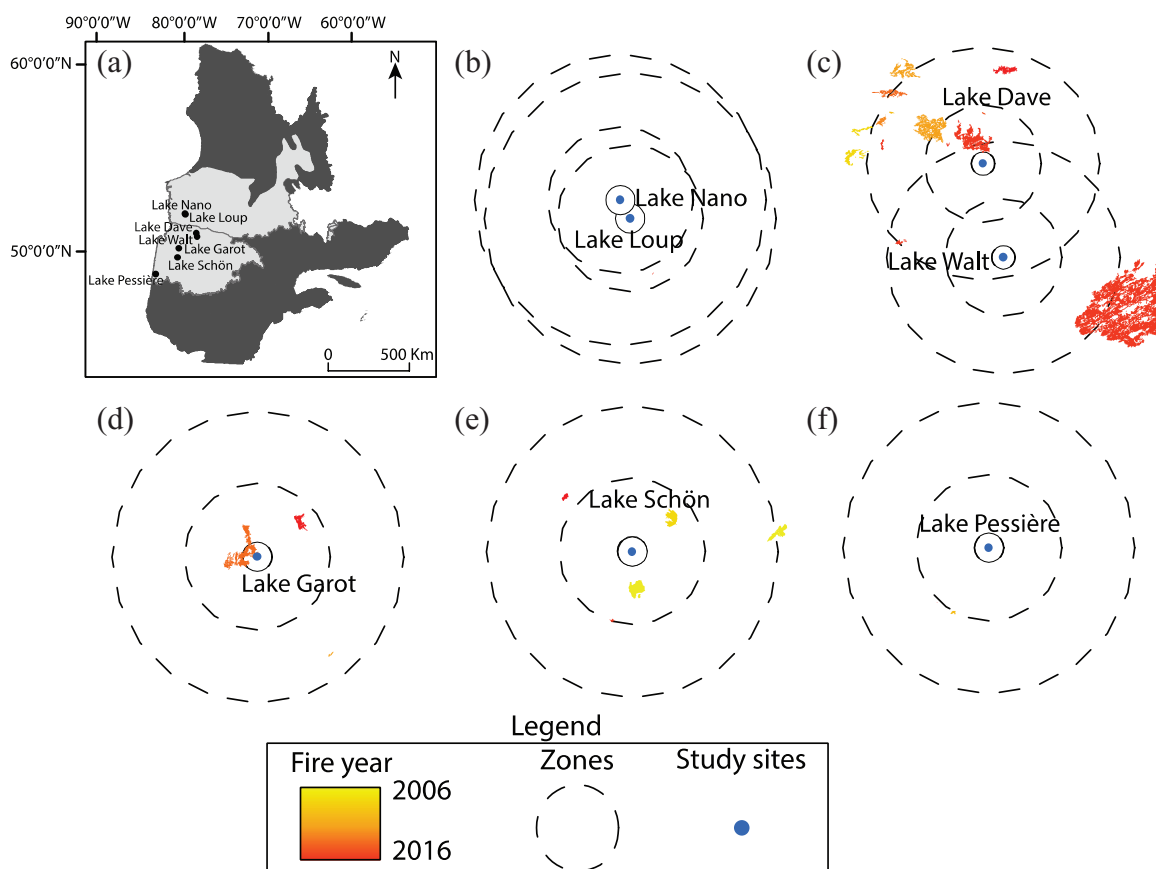 90°0'0"W 80°0'0"W 70°0'0"W 60°0'0"W
60°0'0"N
50°0'0"N
(a)
N
Lake Nano
Lake Loup
Lake Dave
Lake Walt
Lake Garot
Lake Schön
Lake Pessière
0 500 Km
(b)
Lake Nano
Lake Loup
(c)
Lake Dave
Lake Walt
(d)
Lake Garot
(e)
Lake Schön
(f)
Lake Pessière
Legend
Fire year
2006
2016
Zones
Study sites